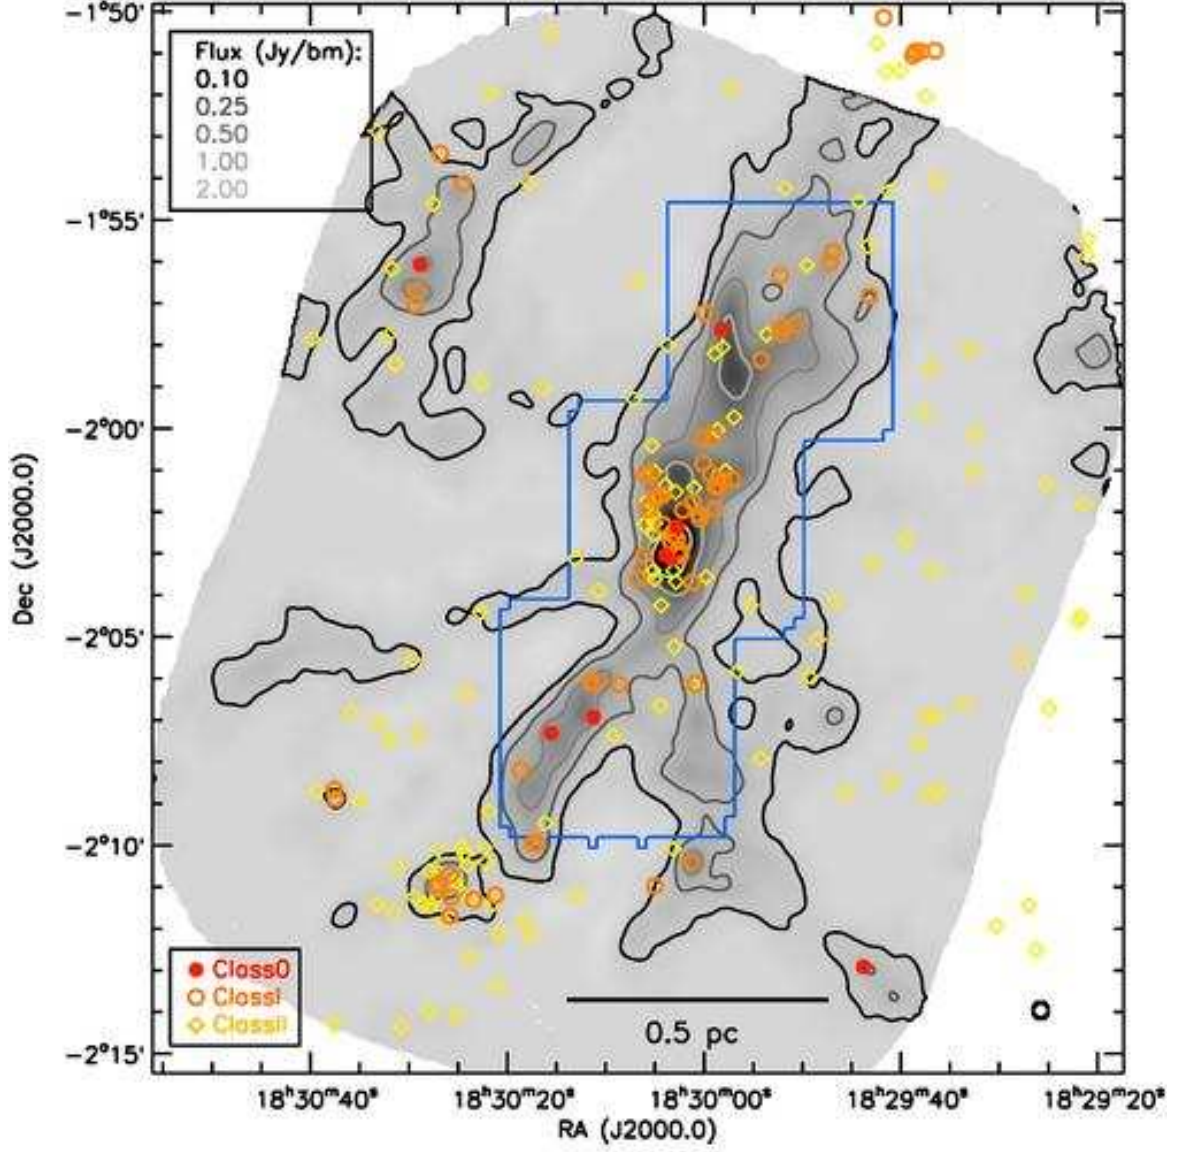 Flux (Jy/bm):
0.10
0.25
0.50
1.00
2.00
−1°50'
−1°55'
−2°00'
−2°05'
−2°10'
−2°15'
Dec (J2000.0)
Class0
ClassI
ClassII
0.5 pc
18ʰ30ᵐ40ˢ
18ʰ30ᵐ20ˢ
18ʰ30ᵐ00ˢ
18ʰ29ᵐ40ˢ
18ʰ29ᵐ20ˢ
RA (J2000.0)